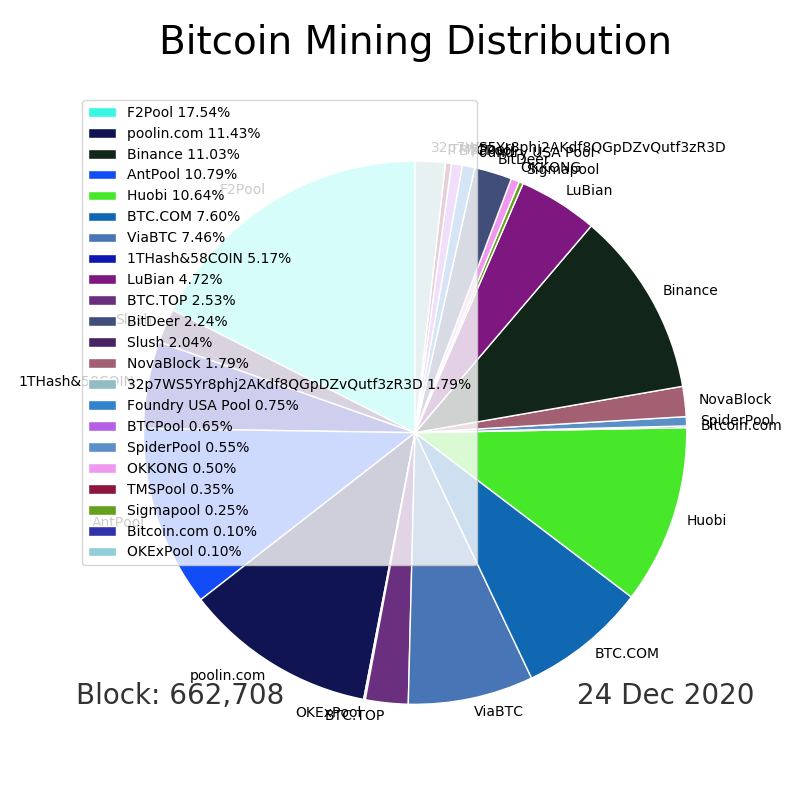 Bitcoin Mining Distribution
F2Pool 17.54%
poolin.com 11.43%
Binance 11.03%
AntPool 10.79%
Huobi 10.64%
BTC.COM 7.60%
ViaBTC 7.46%
1THash&58COIN 5.17%
LuBian 4.72%
BTC.TOP 2.53%
BitDeer 2.24%
Slush 2.04%
NovaBlock 1.79%
32p7WS5Yr8phj2AKdf8QGpDZvQutf3zR3D 1.79%
Foundry USA Pool 0.75%
BTCPool 0.65%
SpiderPool 0.55%
OKKONG 0.50%
TMSPool 0.35%
Sigmapool 0.25%
Bitcoin.com 0.10%
OKExPool 0.10%
32p7WS5Yr8phj2AKdf8QGpDZvQutf3zR3D
Foundry USA Pool
BitDeer
OKKONG
Sigmapool
LuBian
F2Pool
Binance
1THash&58COIN
NovaBlock
SpiderPool
Bitcoin.com
AntPool
Huobi
BTC.COM
poolin.com
OKExPool
BTC.TOP
ViaBTC
Block: 662,708
24 Dec 2020